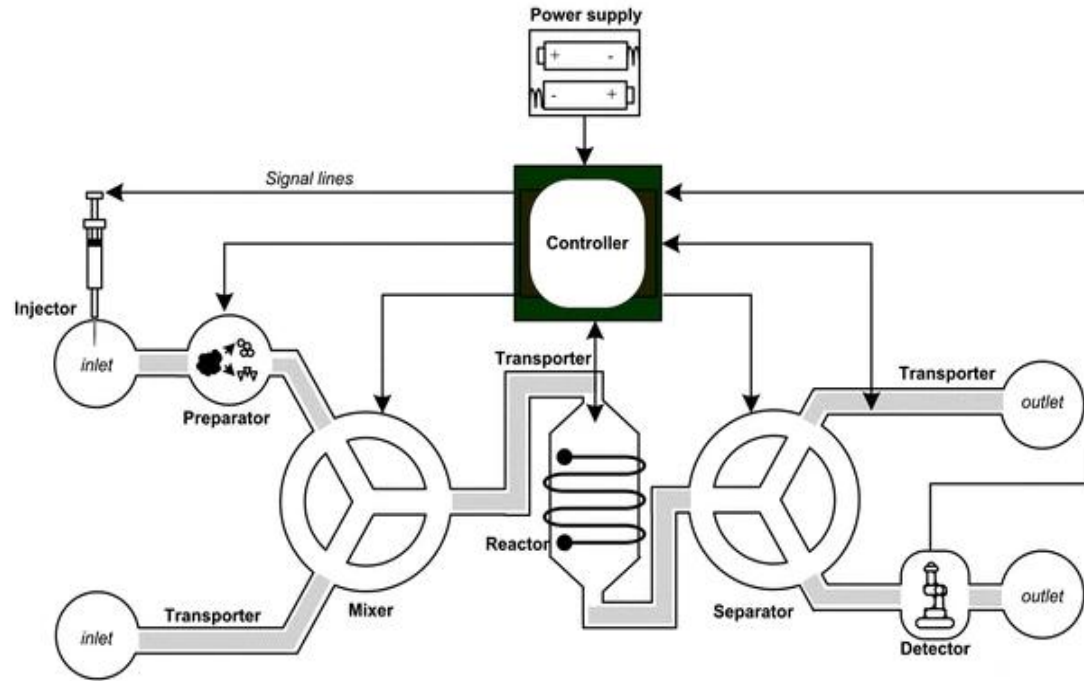 Power supply
+ -
- +
Signal lines
Controller
Injector
inlet
Preparator
Transporter
Transporter
outlet
Reactor
Mixer
Separator
Transporter
inlet
Detector
outlet